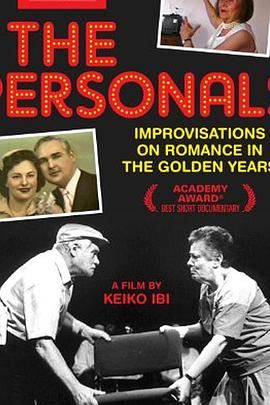 THE
PERSONALS
IMPROVISATIONS
ON ROMANCE IN
THE GOLDEN YEARS
ACADEMY
AWARD®
BEST SHORT DOCUMENTARY
A FILM BY
KEIKO IBI